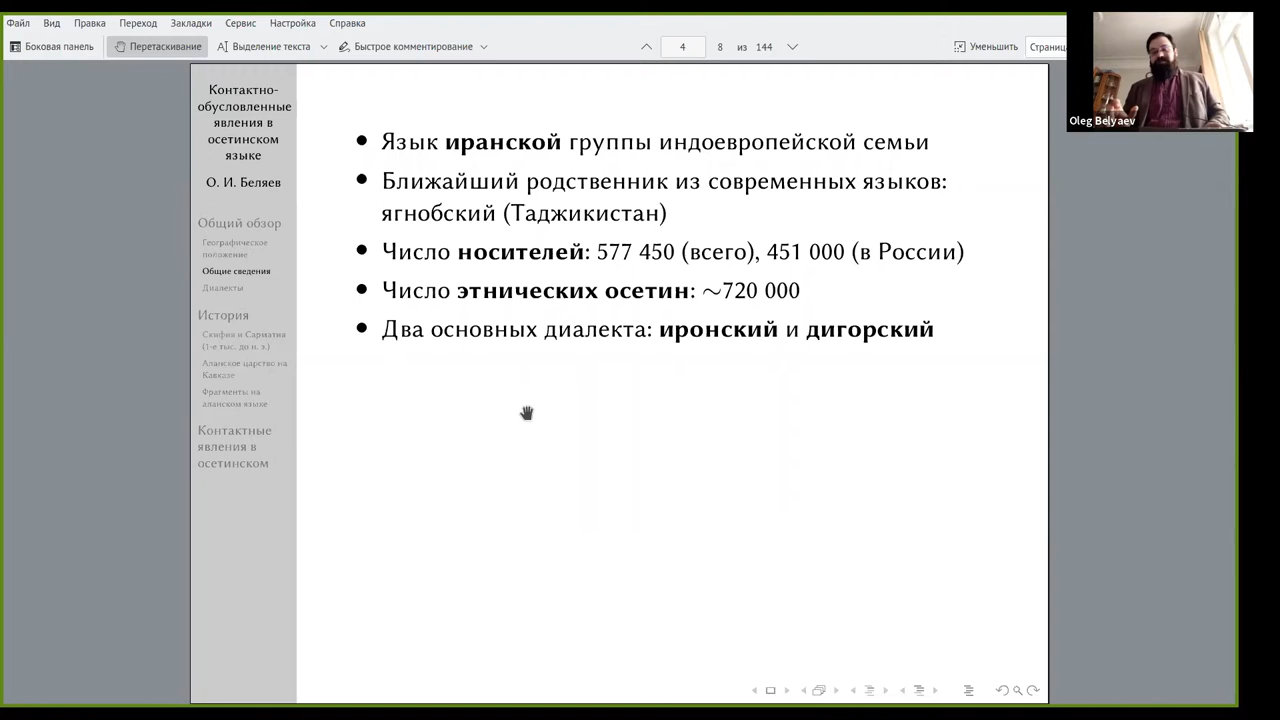 Файл Вид Правка Переход Закладки Сервис Настройка Справка
Боковая панель Перетаскивание Выделение текста Быстрое комментирование 4 8 из 144 Уменьшить Страница
Oleg Belyaev
Контактно-
обусловленные
явления в
осетинском
языке
О. И. Беляев
Общий обзор
Географическое
положение
Общие сведения
Диалекты
История
Скифия и Сарматия
(1-е тыс. до н. э.)
Аланское царство на
Кавказе
Фрагменты на
аланском языке
Контактные
явления в
осетинском
• Язык иранской группы индоевропейской семьи
• Ближайший родственник из современных языков:
ягнобский (Таджикистан)
• Число носителей: 577 450 (всего), 451 000 (в России)
• Число этнических осетин: ~720 000
• Два основных диалекта: иронский и дигорский